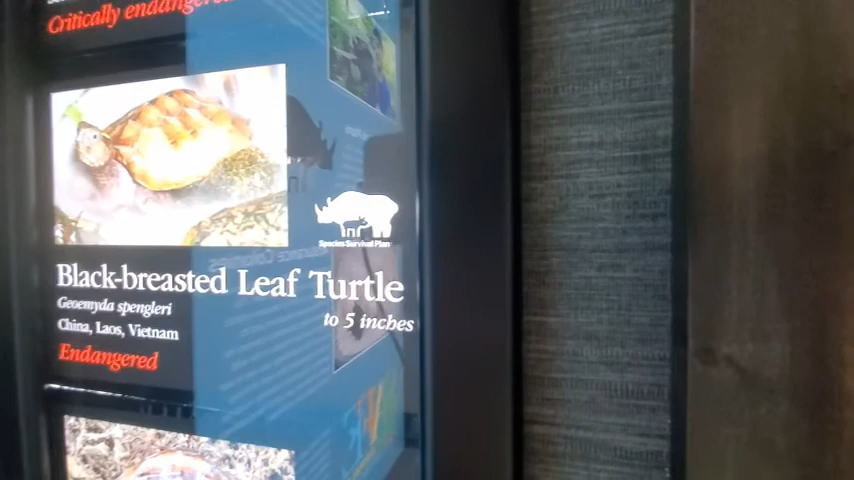 Critically endangered
Species Survival Plan
Black-breasted Leaf Turtle
Geoemyda spengleri
to 5 inches
China, Laos, Vietnam
Endangered